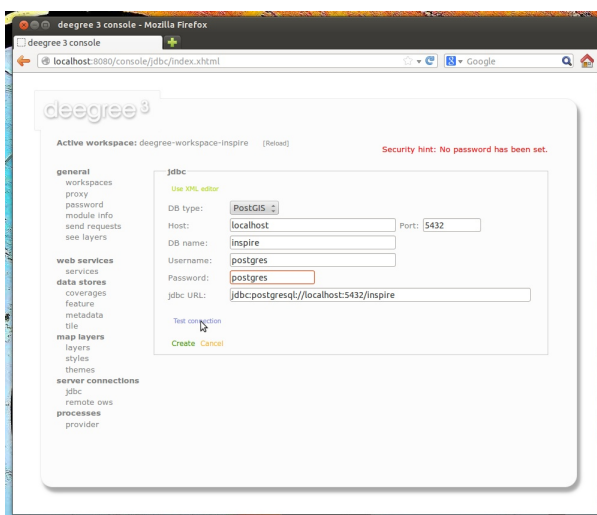 deegree 3 console - Mozilla Firefox
deegree 3 console
localhost:8080/console/jdbc/index.xhtml
Google
deegree 3
Active workspace: deegree-workspace-inspire [Reload]
Security hint: No password has been set.
general
workspaces
proxy
password
module info
send requests
see layers
web services
services
data stores
coverages
feature
metadata
tile
map layers
layers
styles
themes
server connections
jdbc
remote ows
processes
provider
jdbc
Use XML editor
DB type: PostGIS
Host: localhost Port: 5432
DB name: inspire
Username: postgres
Password: postgres
jdbc URL: jdbc:postgresql://localhost:5432/inspire
Test connection
Create Cancel